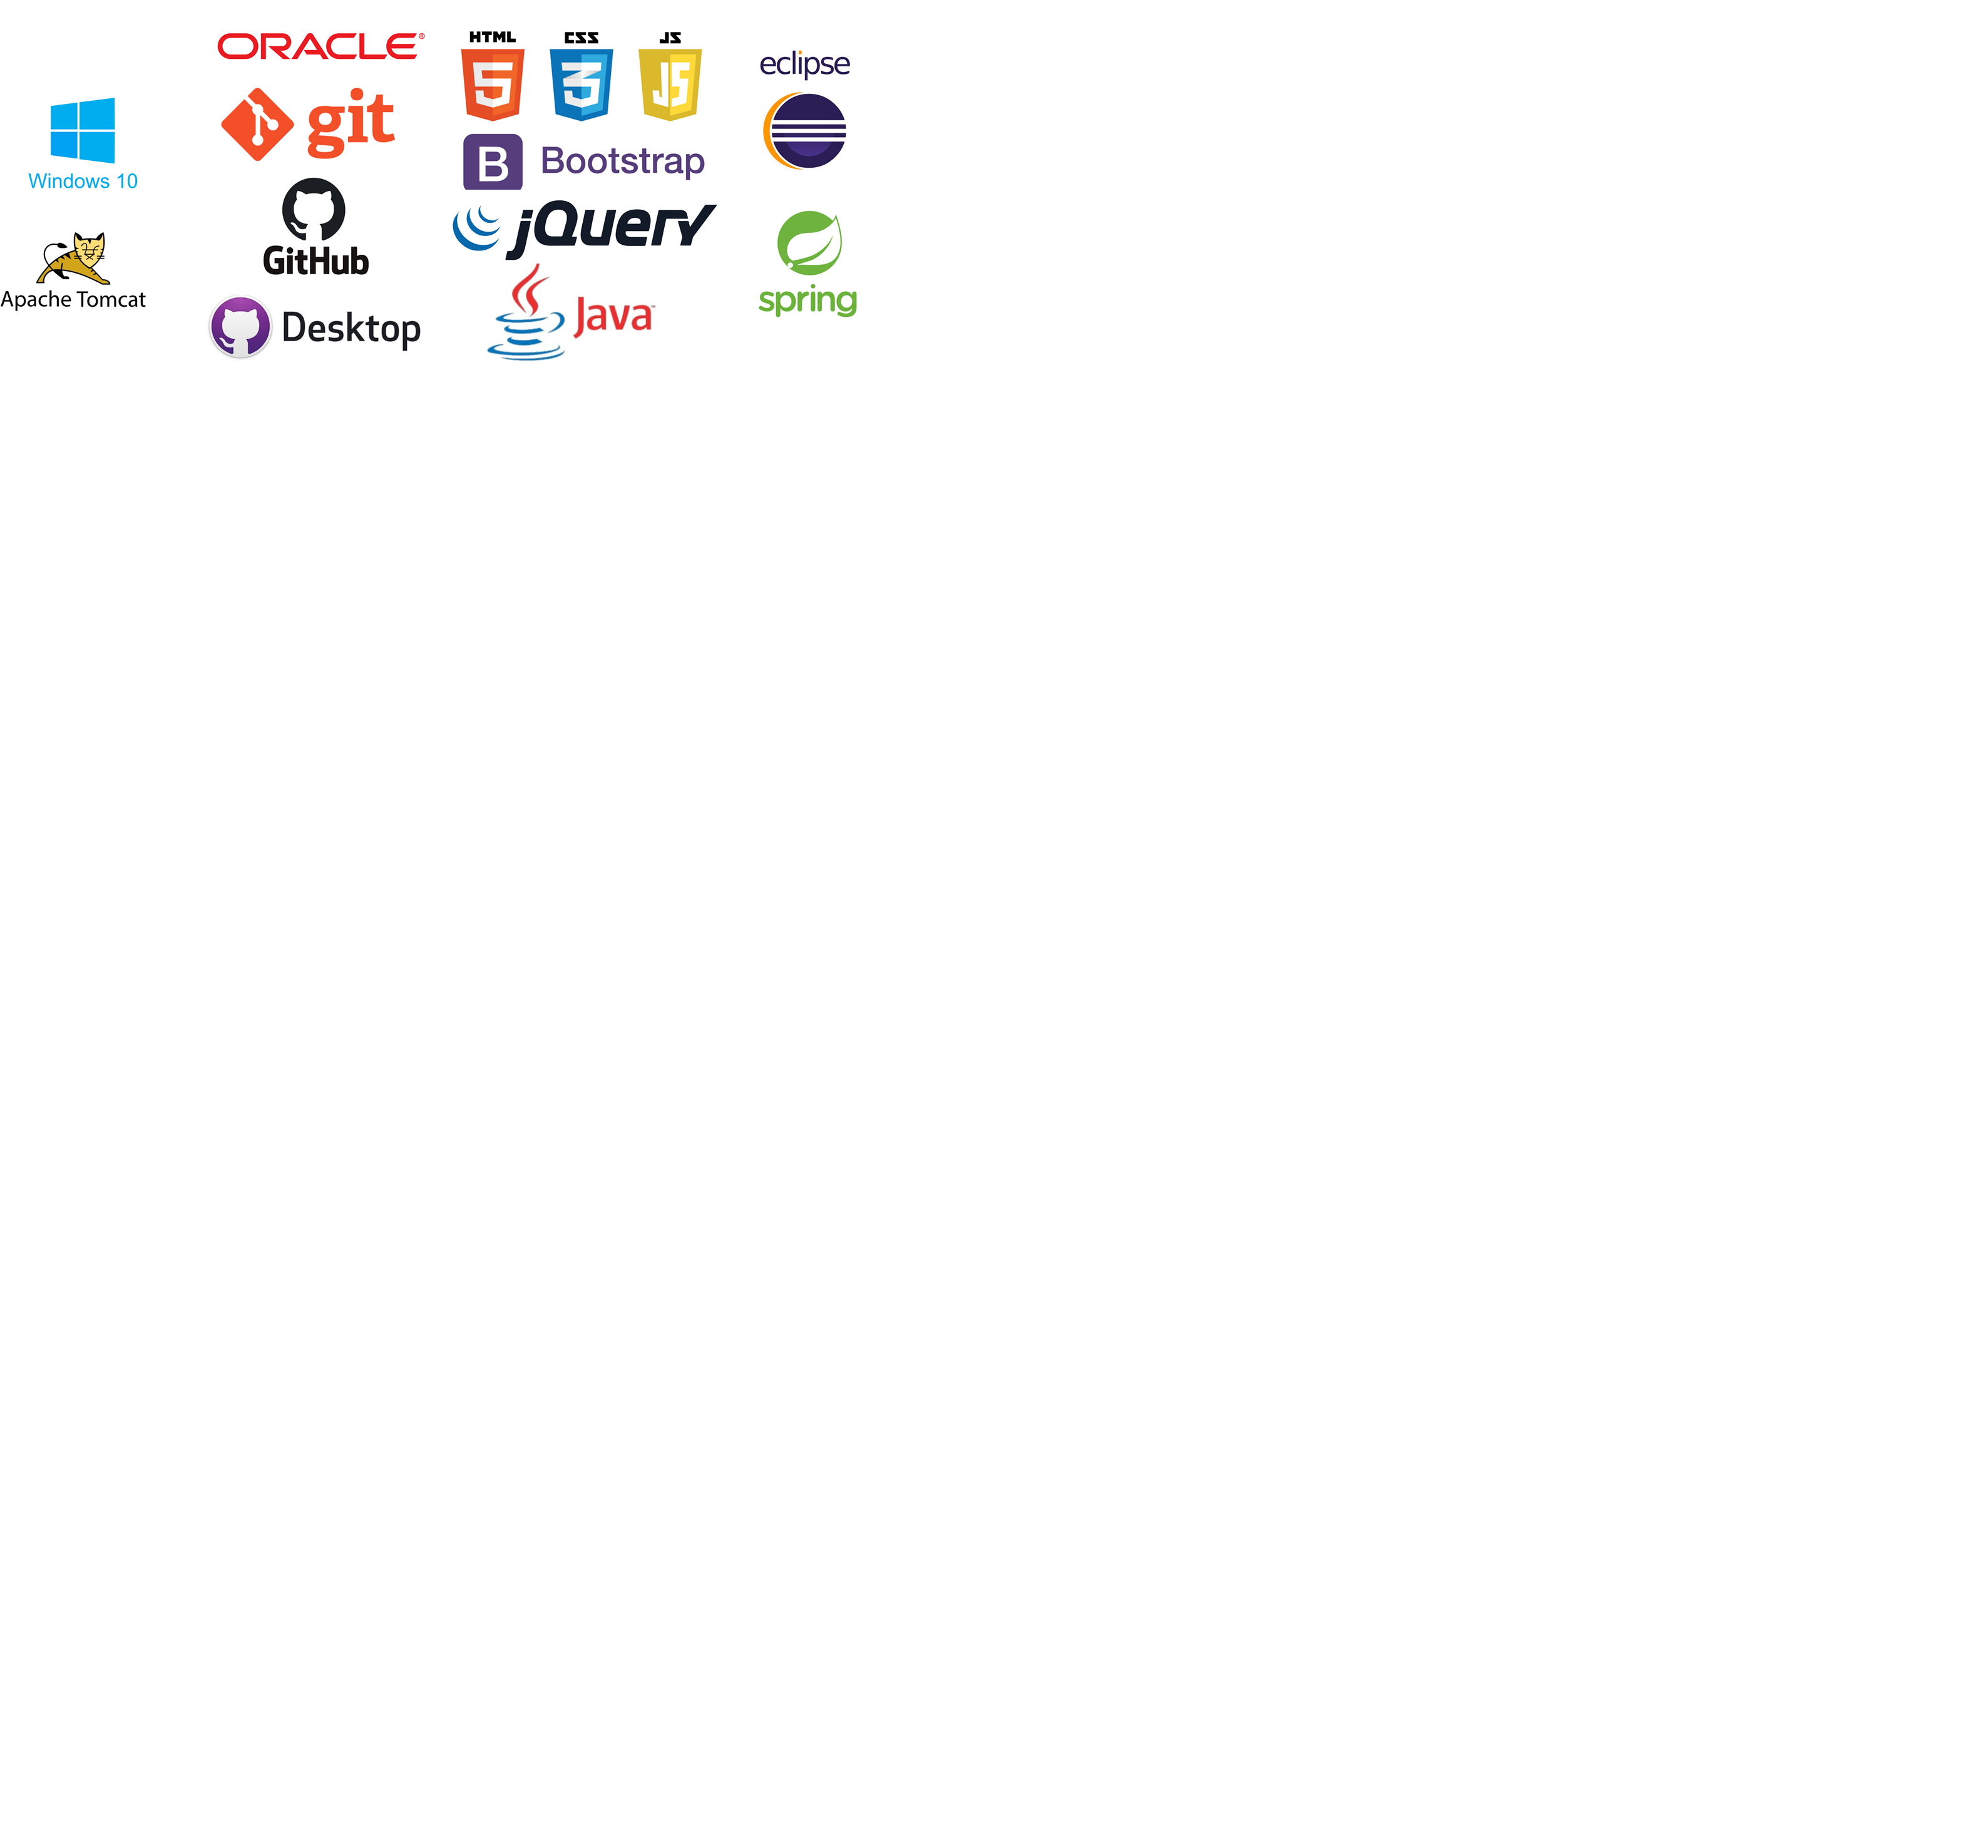 Windows 10
Apache Tomcat
ORACLE®
git
GitHub
Desktop
HTML CSS JS
5 3 JS
B Bootstrap
jQuery
Java™
eclipse
spring